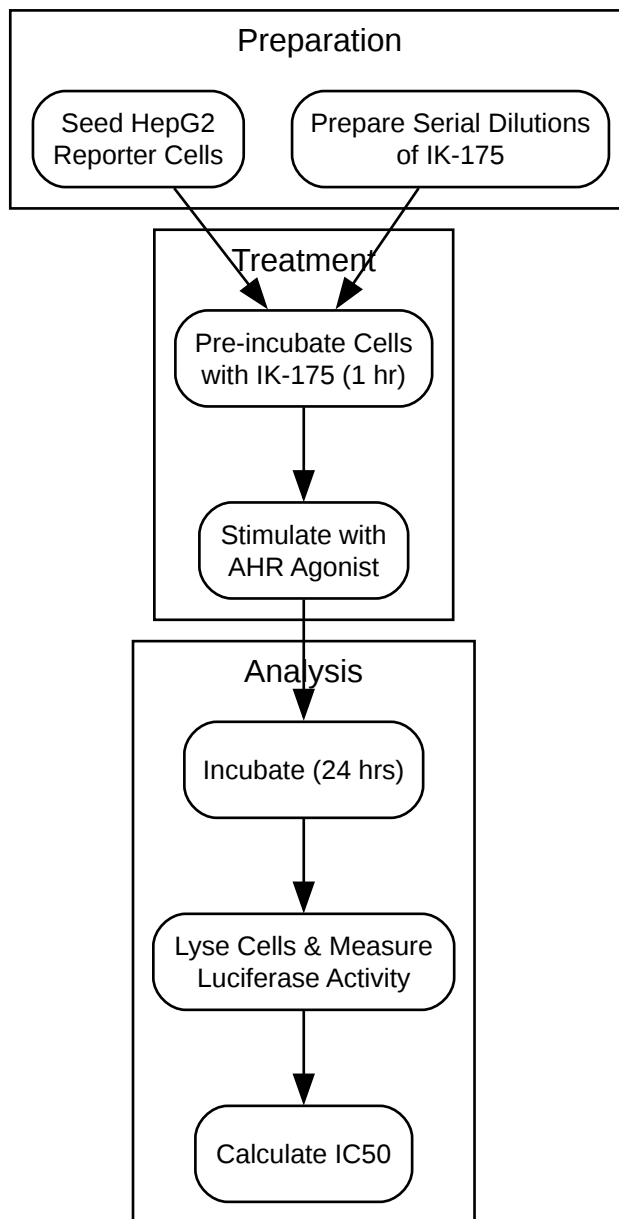 Preparation
Seed HepG2
Reporter Cells
Prepare Serial Dilutions
of IK-175
Treatment
Pre-incubate Cells
with IK-175 (1 hr)
Stimulate with
AHR Agonist
Analysis
Incubate (24 hrs)
Lyse Cells & Measure
Luciferase Activity
Calculate IC50